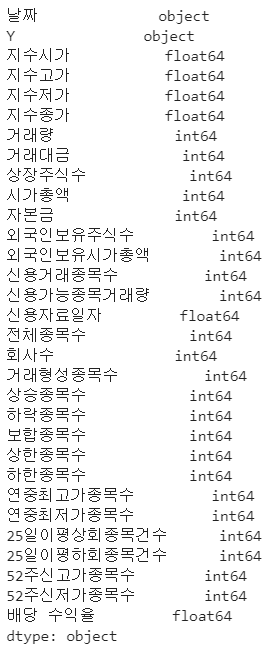 날짜 object
Y object
지수시가 float64
지수고가 float64
지수저가 float64
지수종가 float64
거래량 int64
거래대금 int64
상장주식수 int64
시가총액 int64
자본금 int64
외국인보유주식수 int64
외국인보유시가총액 int64
신용거래종목수 int64
신용가능종목거래량 int64
신용자료일자 float64
전체종목수 int64
회사수 int64
거래형성종목수 int64
상승종목수 int64
하락종목수 int64
보합종목수 int64
상한종목수 int64
하한종목수 int64
연중최고가종목수 int64
연중최저가종목수 int64
25일이평상회종목건수 int64
25일이평하회종목건수 int64
52주신고가종목수 int64
52주신저가종목수 int64
배당 수익율 float64
dtype: object